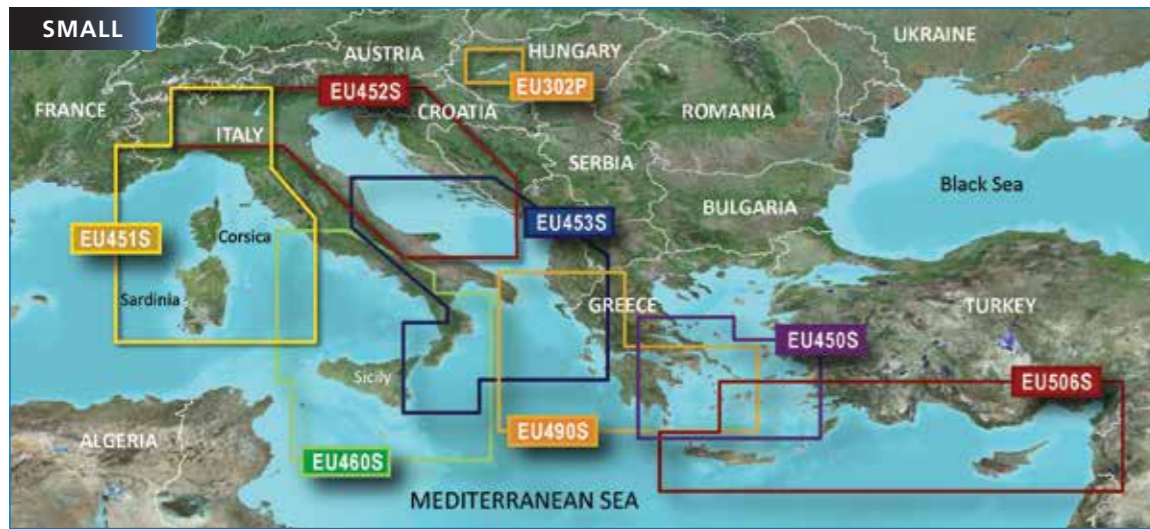 SMALL
UKRAINE
AUSTRIA
HUNGARY
EU302P
FRANCE
EU452S
CROATIA
ROMANIA
ITALY
SERBIA
Black Sea
BULGARIA
EU453S
EU451S
Corsica
Sardinia
GREECE
TURKEY
EU450S
Sicily
EU506S
EU490S
ALGERIA
EU460S
MEDITERRANEAN SEA